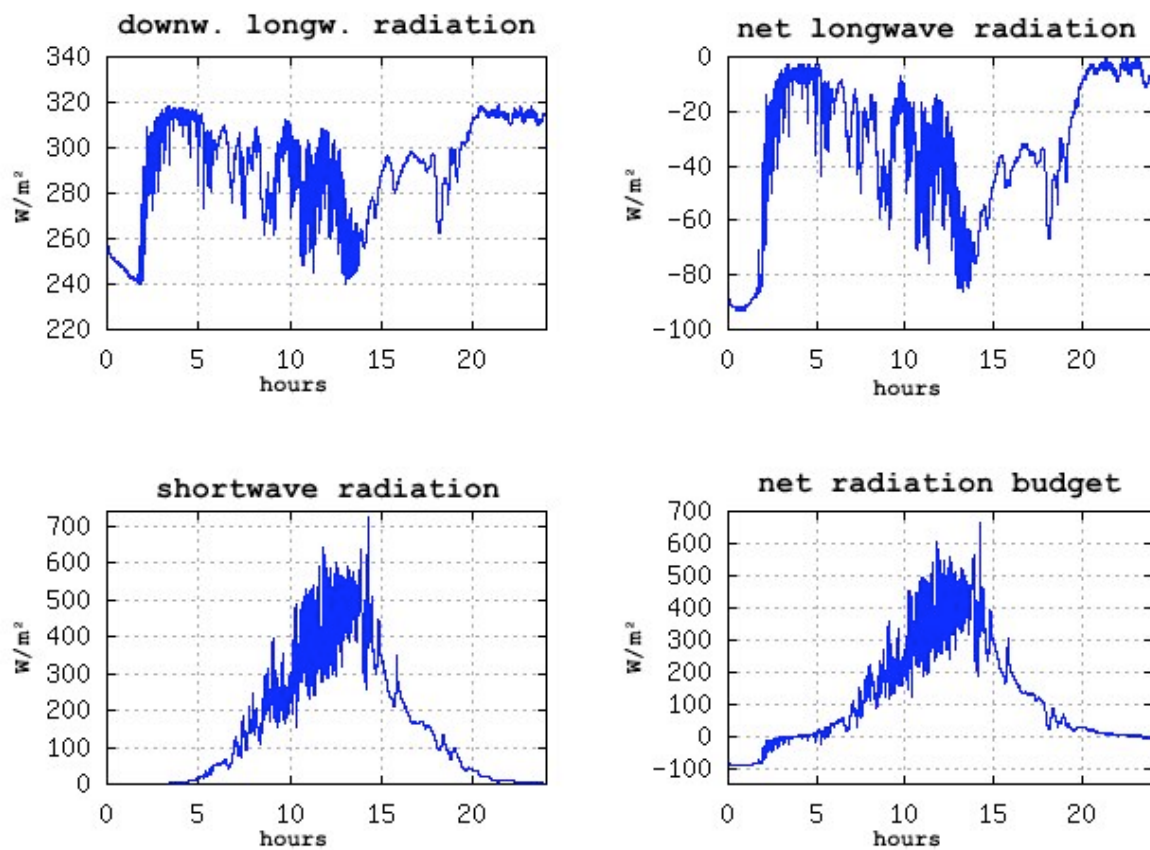 downw. longw. radiation
340
320
300
280
260
240
220
W/m²
0 5 10 15 20
hours
net longwave radiation
0
-20
-40
-60
-80
-100
W/m²
0 5 10 15 20
hours
shortwave radiation
700
600
500
400
300
200
100
0
W/m²
0 5 10 15 20
hours
net radiation budget
700
600
500
400
300
200
100
0
-100
W/m²
0 5 10 15 20
hours